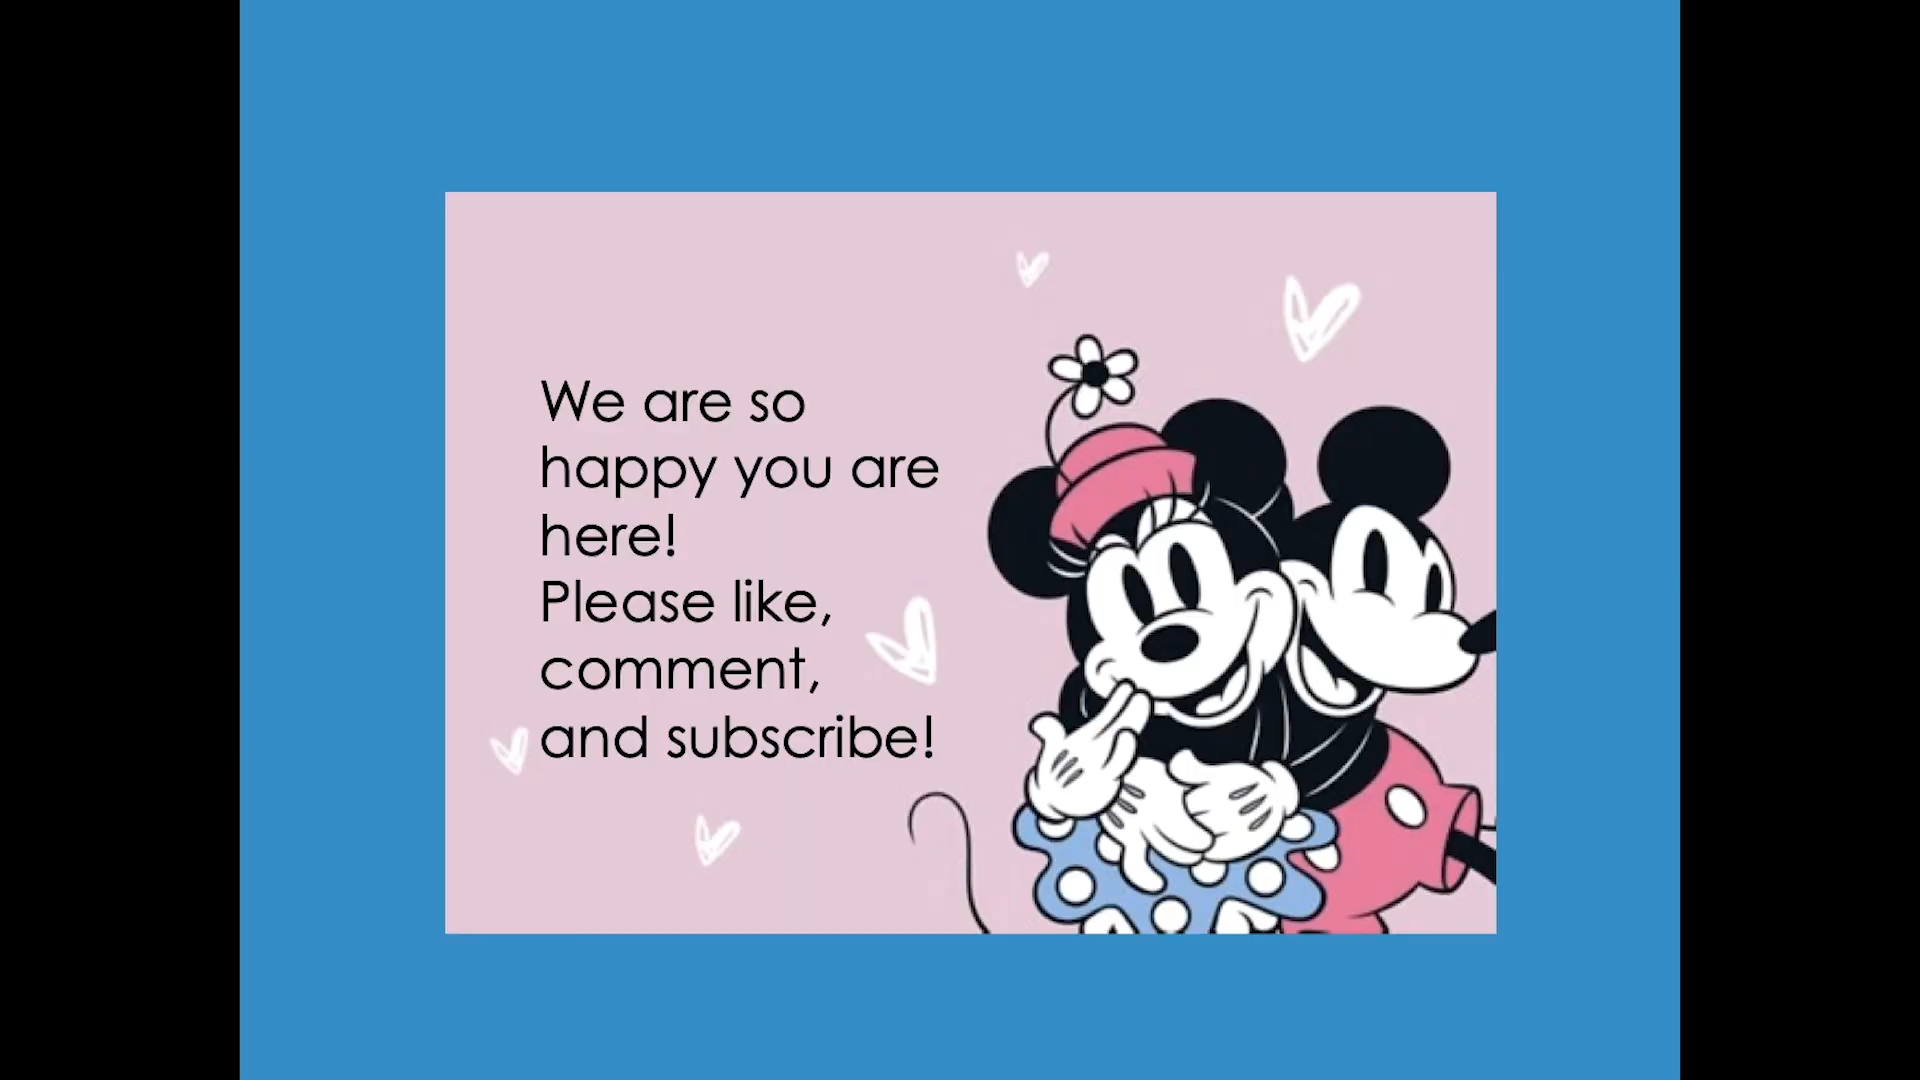 We are so
happy you are
here!
Please like,
comment,
and subscribe!